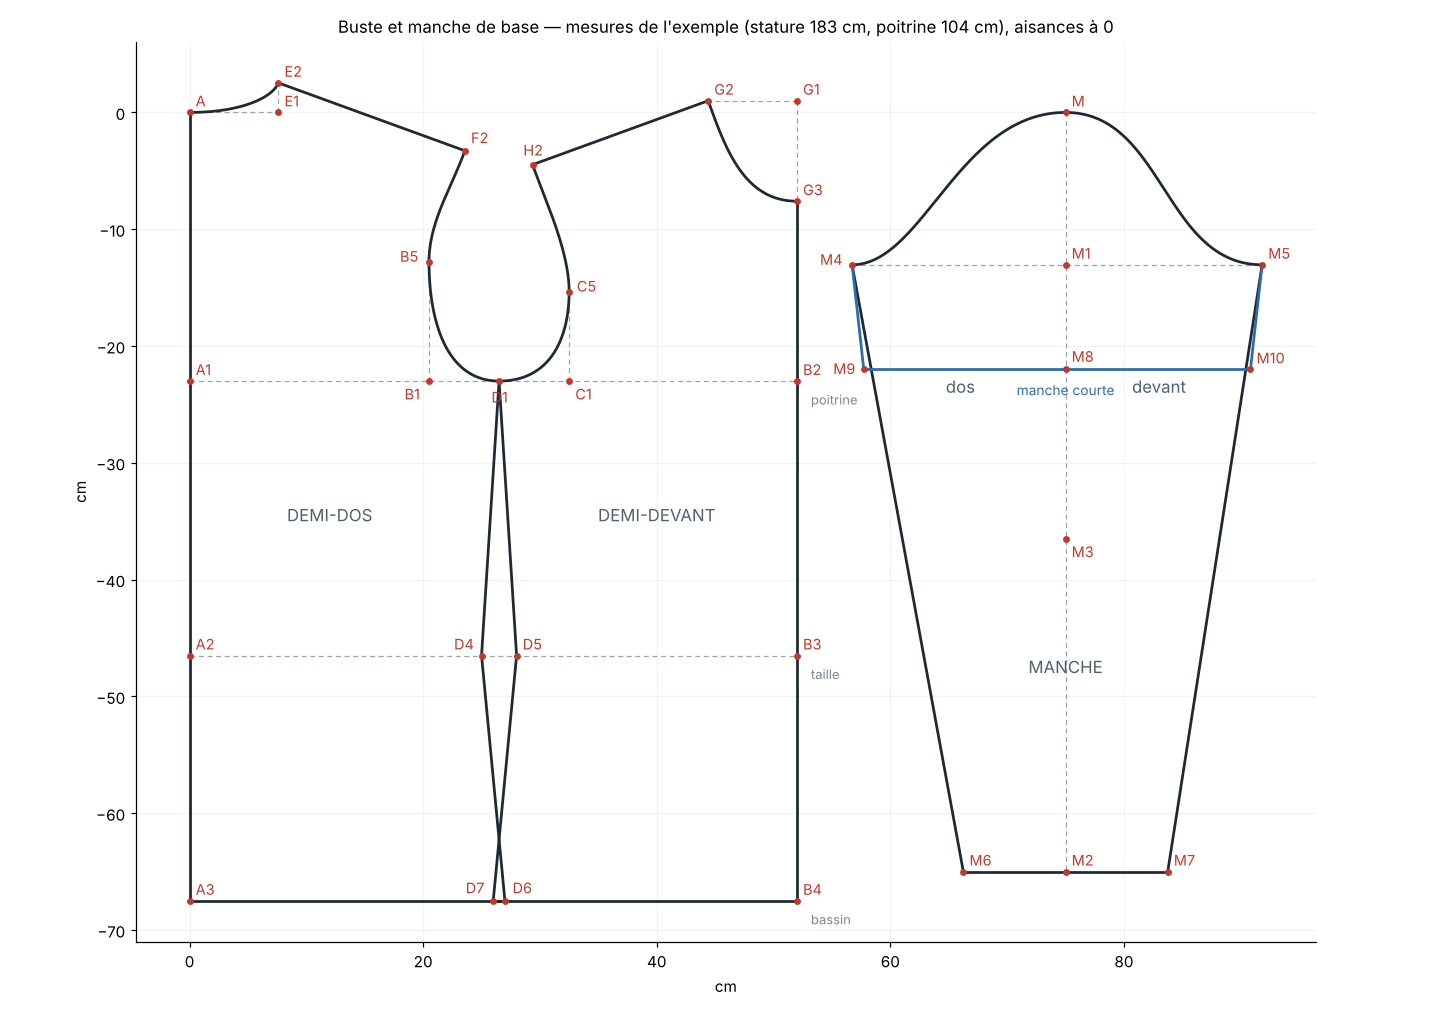 Buste et manche de base — mesures de l'exemple (stature 183 cm, poitrine 104 cm), aisances à 0
E2
A
E1
G2
G1
M
0
F2
H2
G3
−10
B5
M4
M1
M5
C5
−20
A1
B2
M9
M8
M10
B1
D1
C1
poitrine
dos
manche courte
devant
−30
cm
DEMI-DOS
DEMI-DEVANT
M3
−40
A2
D4
D5
B3
taille
MANCHE
−50
−60
M6
M2
M7
A3
D7
D6
B4
bassin
−70
0
20
40
60
80
cm